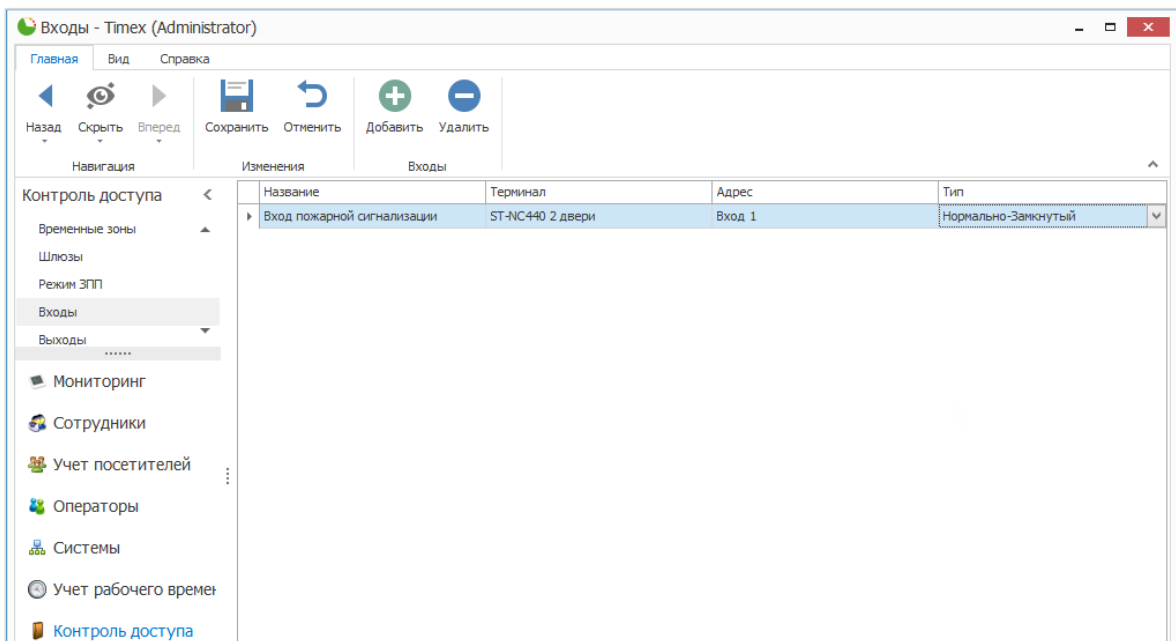 Входы - Timex (Administrator)
Главная Вид Справка
Назад Скрыть Вперед Сохранить Отменить Добавить Удалить
Навигация Изменения Входы
Контроль доступа
Название Терминал Адрес Тип
Вход пожарной сигнализации ST-NC440 2 двери Вход 1 Нормально-Замкнутый
Временные зоны
Шлюзы
Режим ЗПП
Входы
Выходы
Мониторинг
Сотрудники
Учет посетителей
Операторы
Системы
Учет рабочего времен
Контроль доступа